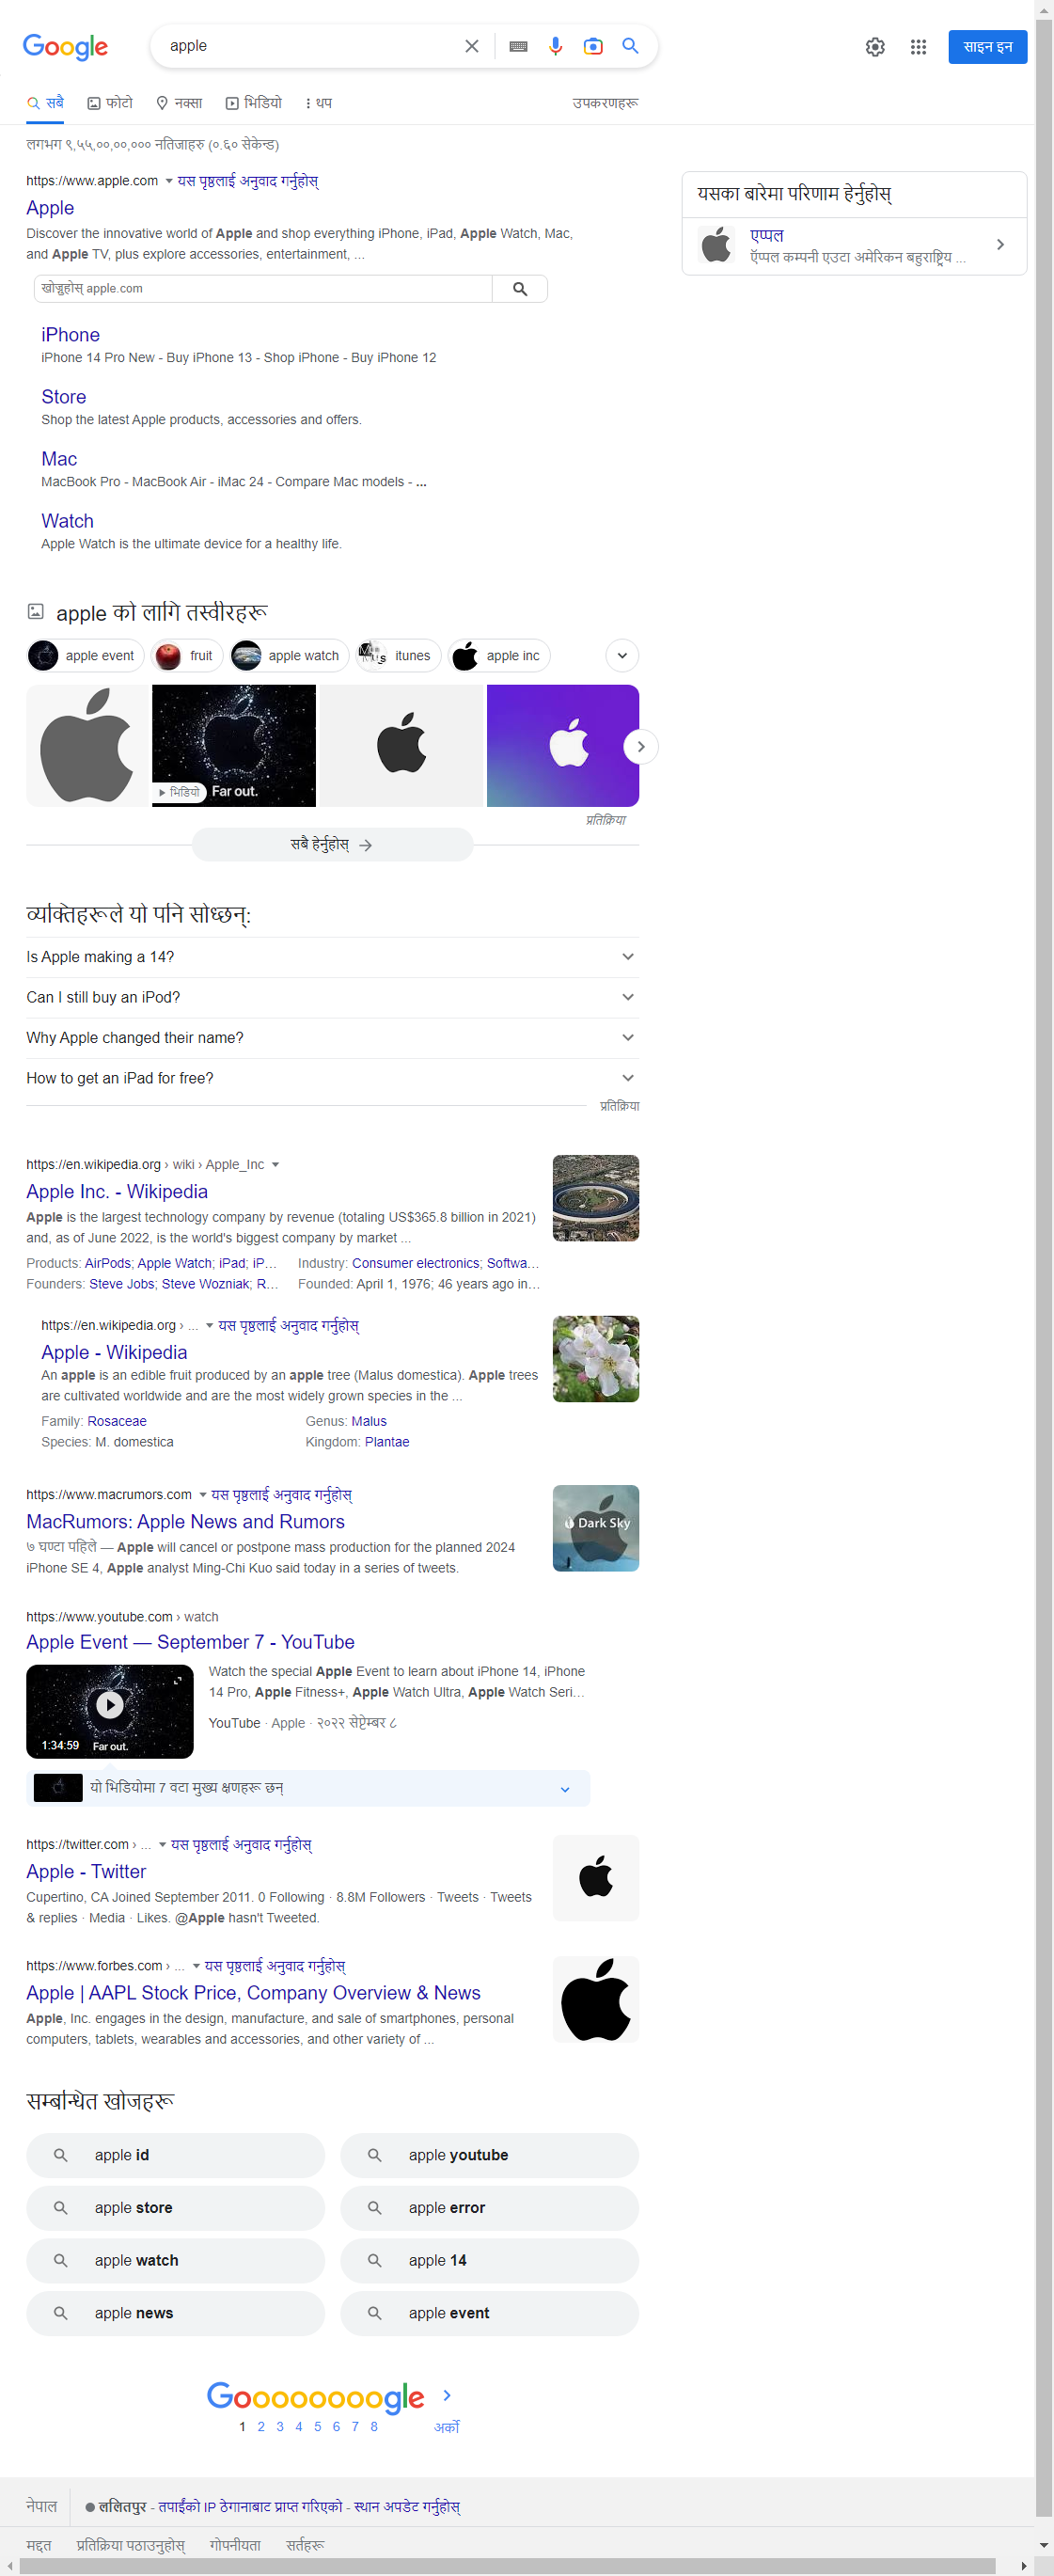 Google
apple
साइन इन
सबै
फोटो
नक्सा
भिडियो
थप
उपकरणहरू
लगभग ९,५५,००,००,००० नतिजाहरु (०.६० सेकेन्ड)
https://www.apple.com यस पृष्ठलाई अनुवाद गर्नुहोस्
Apple
Discover the innovative world of Apple and shop everything iPhone, iPad, Apple Watch, Mac,
and Apple TV, plus explore accessories, entertainment, ...
खोज्नुहोस् apple.com
iPhone
iPhone 14 Pro New - Buy iPhone 13 - Shop iPhone - Buy iPhone 12
Store
Shop the latest Apple products, accessories and offers.
Mac
MacBook Pro - MacBook Air - iMac 24 - Compare Mac models - ...
Watch
Apple Watch is the ultimate device for a healthy life.
यसका बारेमा परिणाम हेर्नुहोस्
एप्पल
ऍप्पल कम्पनी एउटा अमेरिकन बहुराष्ट्रिय ...
apple को लागि तस्वीरहरू
apple event
fruit
apple watch
itunes
apple inc
भिडियो
Far out.
प्रतिक्रिया
सबै हेर्नुहोस्
व्यक्तिहरूले यो पनि सोध्छन्:
Is Apple making a 14?
Can I still buy an iPod?
Why Apple changed their name?
How to get an iPad for free?
प्रतिक्रिया
https://en.wikipedia.org › wiki › Apple_Inc
Apple Inc. - Wikipedia
Apple is the largest technology company by revenue (totaling US$365.8 billion in 2021)
and, as of June 2022, is the world's biggest company by market ...
Products: AirPods; Apple Watch; iPad; iP... Industry: Consumer electronics; Softwa...
Founders: Steve Jobs; Steve Wozniak; R... Founded: April 1, 1976; 46 years ago in...
https://en.wikipedia.org › ... यस पृष्ठलाई अनुवाद गर्नुहोस्
Apple - Wikipedia
An apple is an edible fruit produced by an apple tree (Malus domestica). Apple trees
are cultivated worldwide and are the most widely grown species in the ...
Family: Rosaceae Genus: Malus
Species: M. domestica Kingdom: Plantae
https://www.macrumors.com यस पृष्ठलाई अनुवाद गर्नुहोस्
MacRumors: Apple News and Rumors
७ घण्टा पहिले — Apple will cancel or postpone mass production for the planned 2024
iPhone SE 4, Apple analyst Ming-Chi Kuo said today in a series of tweets.
Dark Sky
https://www.youtube.com › watch
Apple Event — September 7 - YouTube
Watch the special Apple Event to learn about iPhone 14, iPhone
14 Pro, Apple Fitness+, Apple Watch Ultra, Apple Watch Seri...
YouTube · Apple · २०२२ सेप्टेम्बर ८
1:34:59
Far out.
यो भिडियोमा 7 वटा मुख्य क्षणहरू छन्
https://twitter.com › ... यस पृष्ठलाई अनुवाद गर्नुहोस्
Apple - Twitter
Cupertino, CA Joined September 2011. 0 Following · 8.8M Followers · Tweets · Tweets
& replies · Media · Likes. @Apple hasn't Tweeted.
https://www.forbes.com › ... यस पृष्ठलाई अनुवाद गर्नुहोस्
Apple | AAPL Stock Price, Company Overview & News
Apple, Inc. engages in the design, manufacture, and sale of smartphones, personal
computers, tablets, wearables and accessories, and other variety of ...
सम्बन्धित खोजहरू
apple id
apple youtube
apple store
apple error
apple watch
apple 14
apple news
apple event
Goooooooogle
1 2 3 4 5 6 7 8 अर्को
नेपाल
ललितपुर - तपाईंको IP ठेगानाबाट प्राप्त गरिएको - स्थान अपडेट गर्नुहोस्
मद्दत प्रतिक्रिया पठाउनुहोस् गोपनीयता सर्तहरू